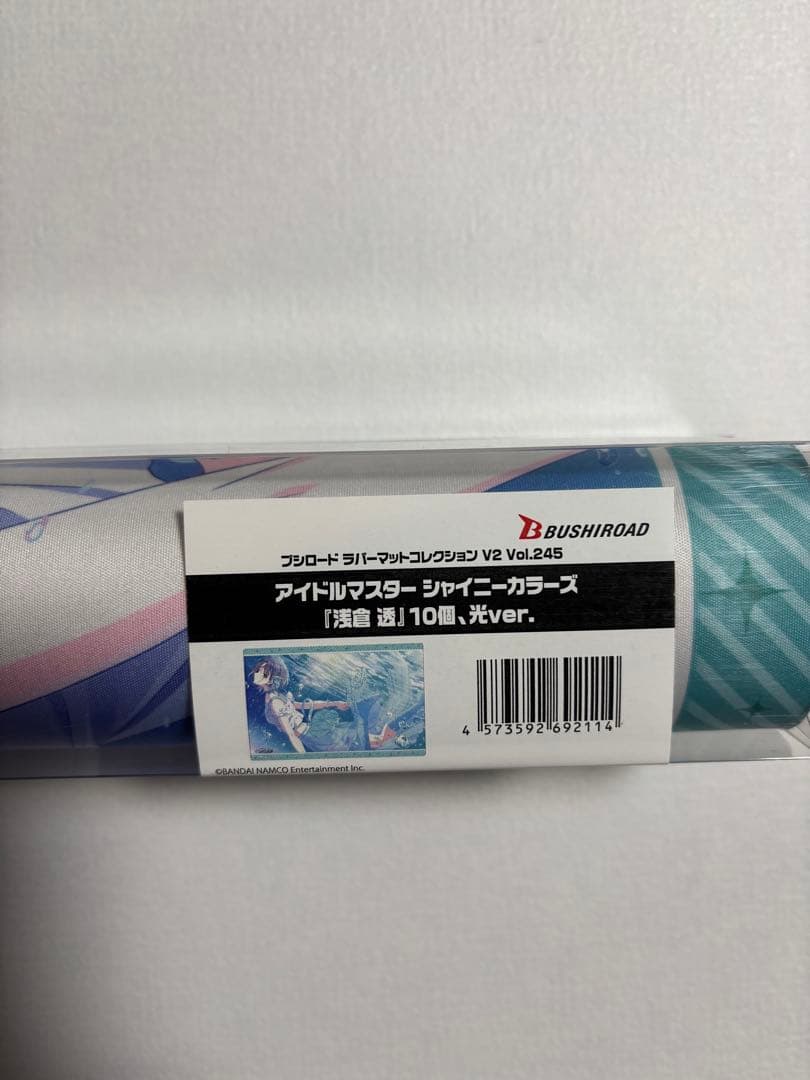 BUSHIROAD
ブシロード ラバーマットコレクション V2 Vol.245
アイドルマスター シャイニーカラーズ
『浅倉 透』10個、光ver.
4 573592 692114
©BANDAI NAMCO Entertainment Inc.